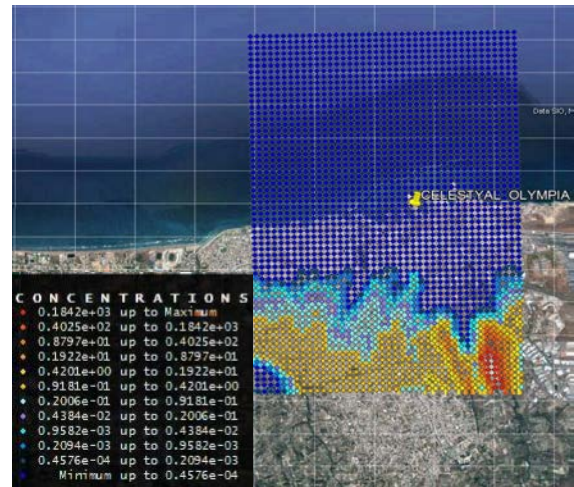 Data SIO,
CELESTYAL_OLYMPIA
CONCENTRATIONS
0.1842e+03 up to Maximum
0.4025e+02 up to 0.1842e+03
0.8797e+01 up to 0.4025e+02
0.1922e+01 up to 0.8797e+01
0.4201e+00 up to 0.1922e+01
0.9181e-01 up to 0.4201e+00
0.2006e-01 up to 0.9181e-01
0.4384e-02 up to 0.2006e-01
0.9582e-03 up to 0.4384e-02
0.2094e-03 up to 0.9582e-03
0.4576e-04 up to 0.2094e-03
Minimum up to 0.4576e-04